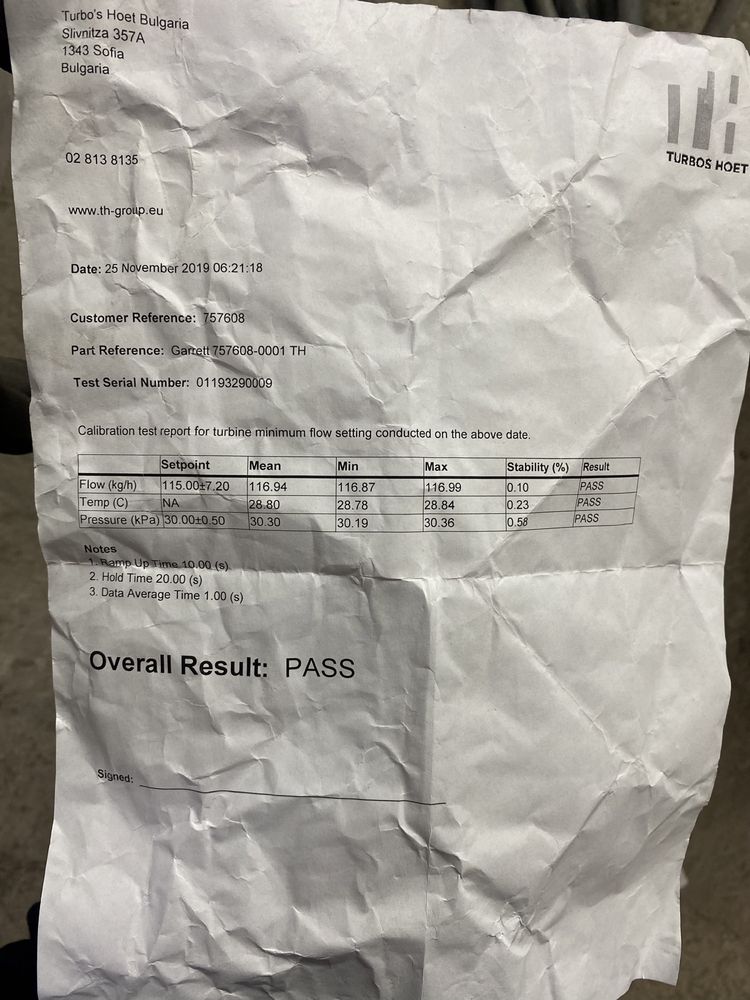 Turbo's Hoet Bulgaria
Slivnitza 357A
1343 Sofia
Bulgaria
TURBOS HOET
02 813 8135
www.th-group.eu
Date: 25 November 2019 06:21:18
Customer Reference: 757608
Part Reference: Garrett 757608-0001 TH
Test Serial Number: 01193290009
Calibration test report for turbine minimum flow setting conducted on the above date.
Setpoint Mean Min Max Stability (%) Result
Flow (kg/h) 115.00±7.20 116.94 116.87 116.99 0.10 PASS
Temp (C) NA 28.80 28.78 28.84 0.23 PASS
Pressure (kPa) 30.00±0.50 30.30 30.19 30.36 0.58 PASS
Notes
1. Ramp Up Time 10.00 (s)
2. Hold Time 20.00 (s)
3. Data Average Time 1.00 (s)
Overall Result: PASS
Signed: